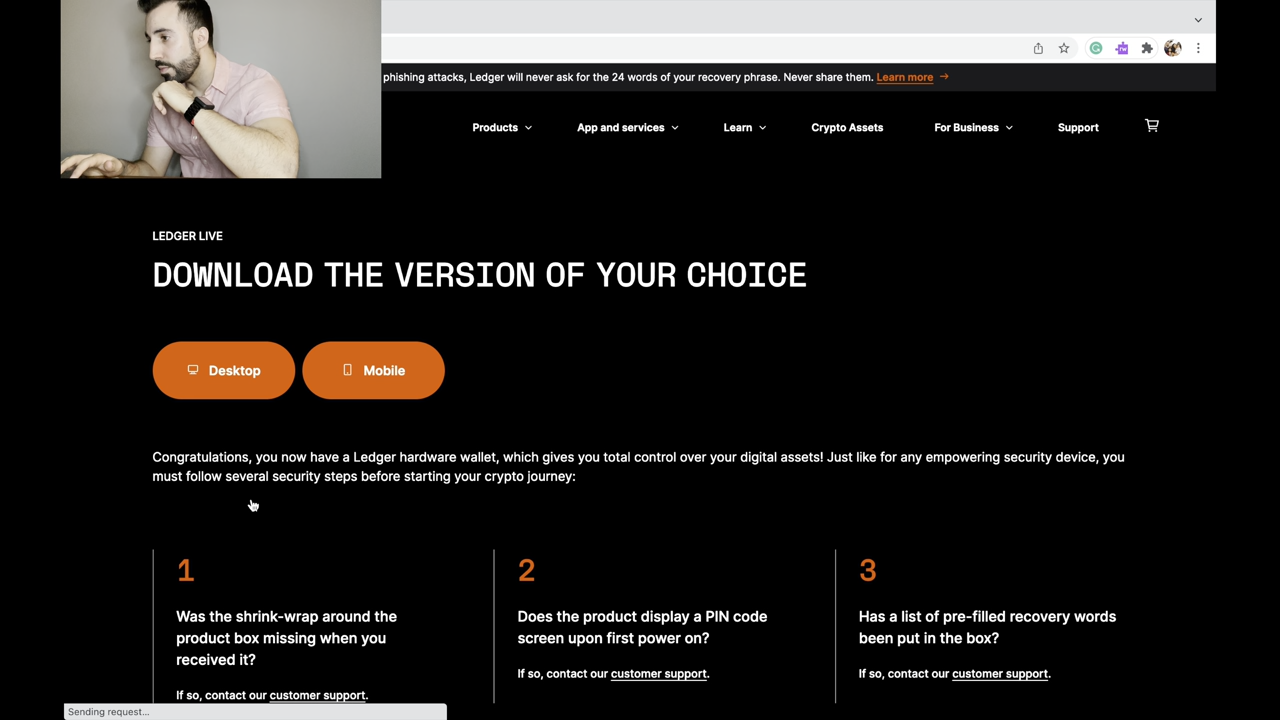 phishing attacks, Ledger will never ask for the 24 words of your recovery phrase. Never share them. Learn more →
Products
App and services
Learn
Crypto Assets
For Business
Support
LEDGER LIVE
DOWNLOAD THE VERSION OF YOUR CHOICE
Desktop
Mobile
Congratulations, you now have a Ledger hardware wallet, which gives you total control over your digital assets! Just like for any empowering security device, you
must follow several security steps before starting your crypto journey:
1
Was the shrink-wrap around the
product box missing when you
received it?
If so, contact our customer support.
2
Does the product display a PIN code
screen upon first power on?
If so, contact our customer support.
3
Has a list of pre-filled recovery words
been put in the box?
If so, contact our customer support.
Sending request...